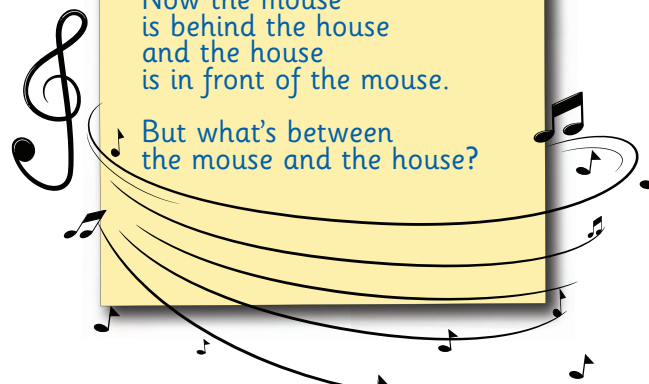 Now the mouse
is behind the house
and the house
is in front of the mouse.
But what's between
the mouse and the house?